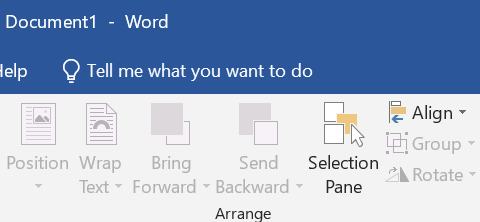 Document1 - Word
Help Tell me what you want to do
Position Wrap Text Bring Forward Send Backward Selection Pane
Align
Group
Rotate
Arrange